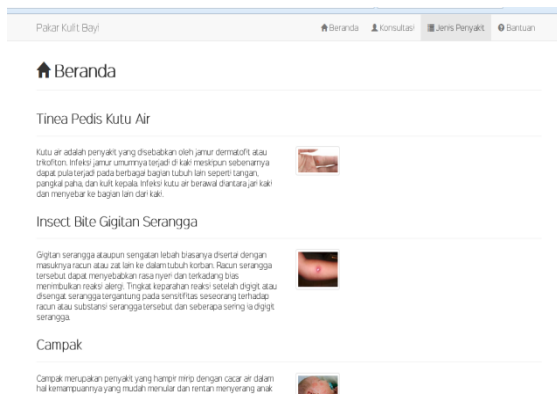 Pakar Kulit Bayi
Beranda
Konsultasi
Jenis Penyakit
Bantuan
Beranda
Tinea Pedis Kutu Air
Kutu air adalah penyakit yang disebabkan oleh jamur dermatofit atau
trikofiton. Infeksi jamur umumnya terjadi di kaki meskipun sebenarnya
dapat pula terjadi pada berbagai bagian tubuh lain seperti tangan,
pangkal paha, dan kulit kepala. Infeksi kutu air berawal diantara jari kaki
dan menyebar ke bagian lain dari kaki.
Insect Bite Gigitan Serangga
Gigitan serangga ataupun sengatan lebah biasanya disertai dengan
masuknya racun atau zat lain ke dalam tubuh korban. Racun serangga
tersebut dapat menyebabkan rasa nyeri dan terkadang bias
menimbulkan reaksi alergi. Tingkat keparahan reaksi setelah digigit atau
disengat serangga tergantung pada sensitifitas seseorang terhadap
racun atau substansi serangga tersebut dan seberapa sering ia digigit
serangga.
Campak
Campak merupakan penyakit yang hampir mirip dengan cacar air dalam
hal kemampuannya yang mudah menular dan rentan menyerang anak